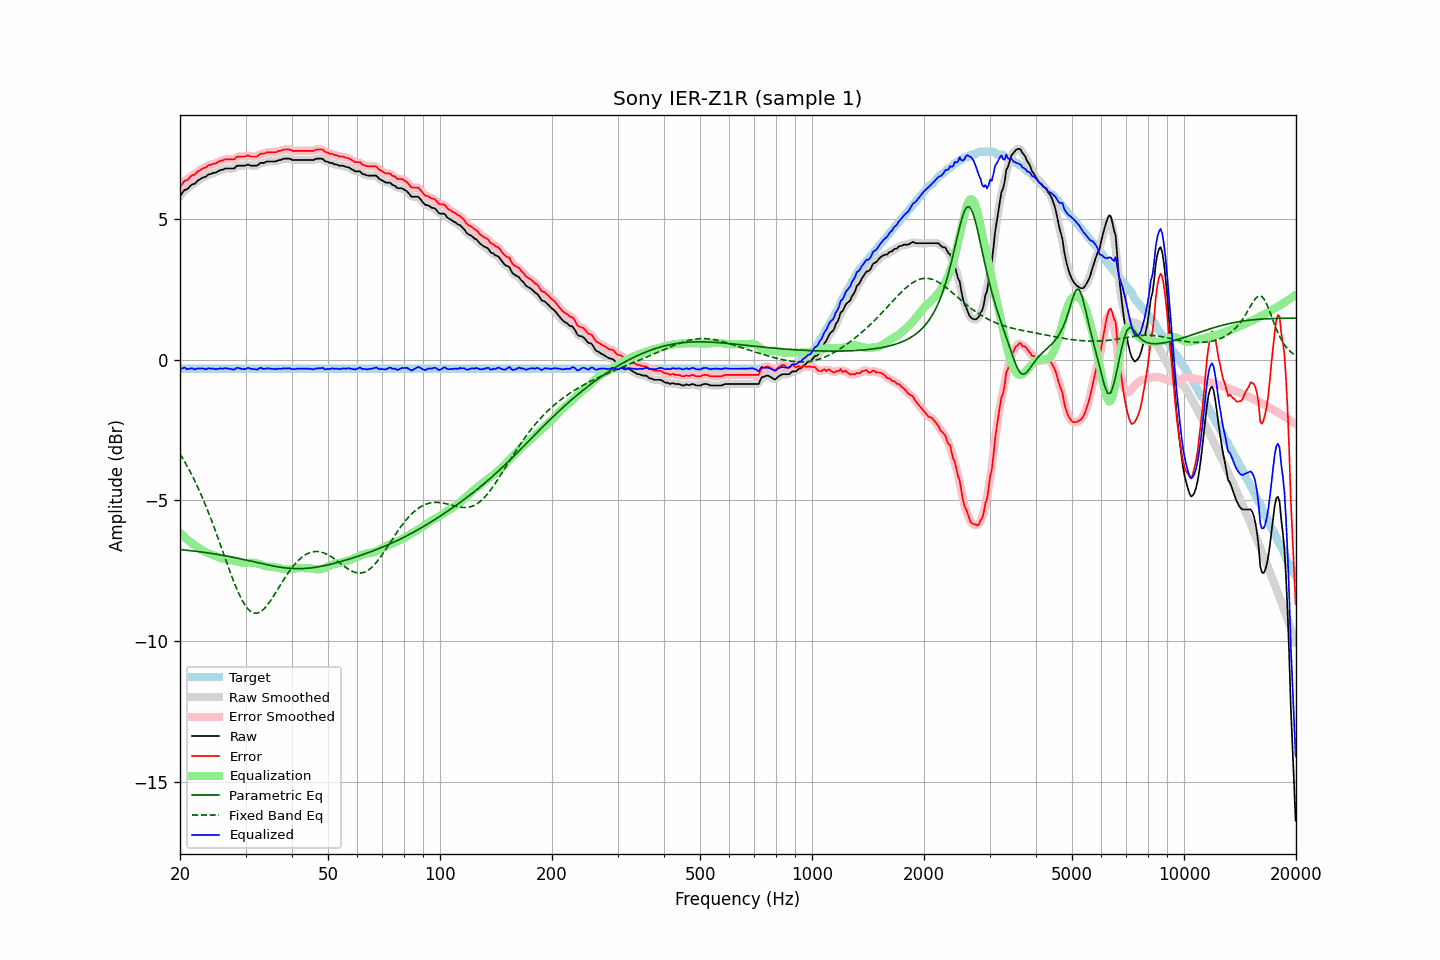 Sony IER-Z1R (sample 1)
Amplitude (dBr)
5
0
−5
−10
−15
Target
Raw Smoothed
Error Smoothed
Raw
Error
Equalization
Parametric Eq
Fixed Band Eq
Equalized
20 50 100 200 500 1000 2000 5000 10000 20000
Frequency (Hz)